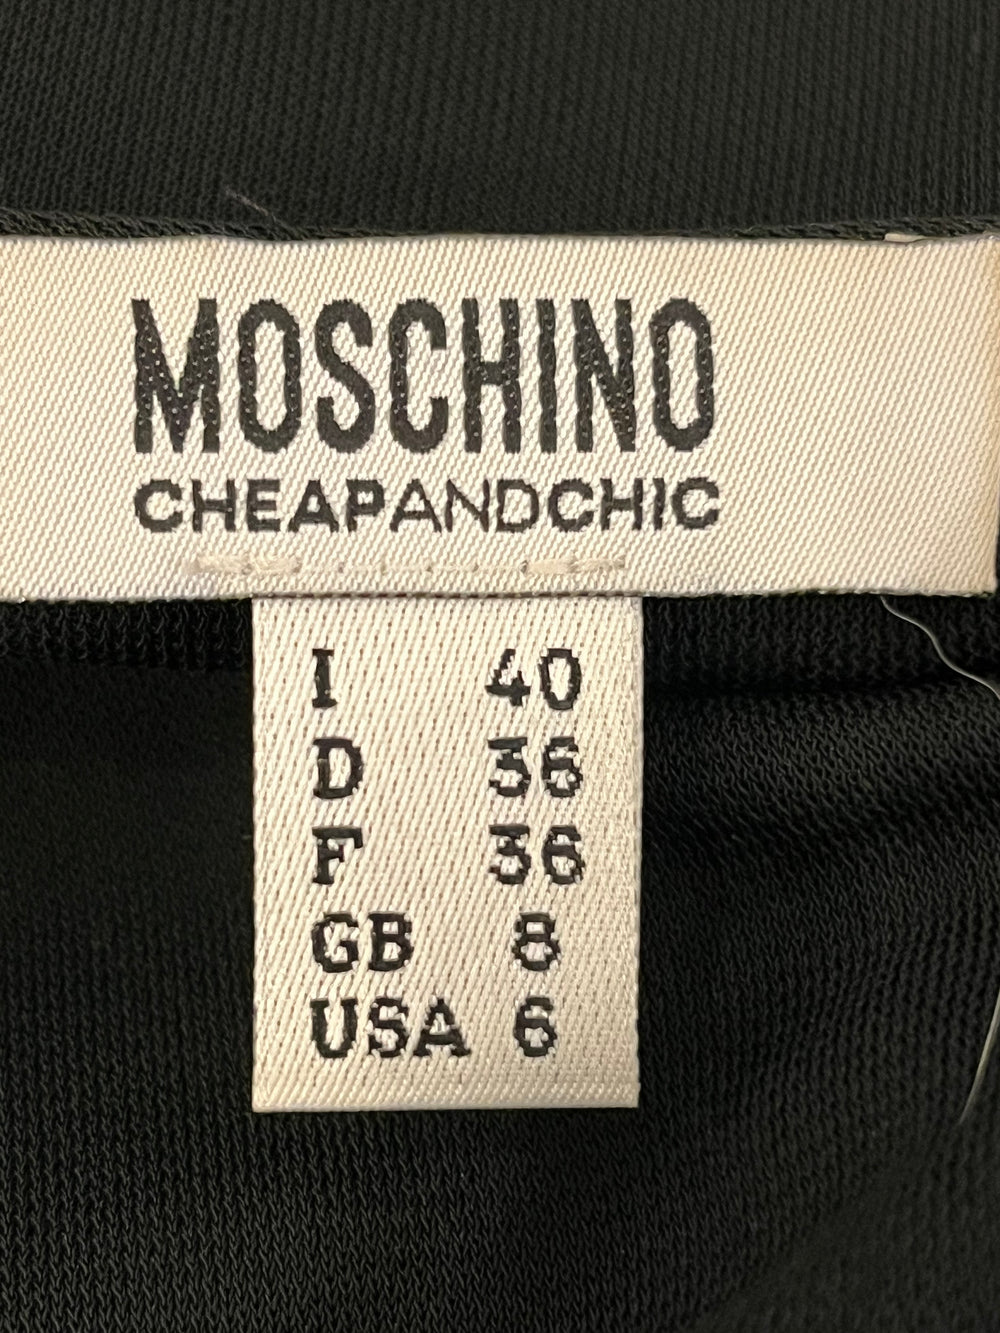 MOSCHINO
CHEAPANDCHIC
I 40
D 36
F 36
GB 8
USA 6